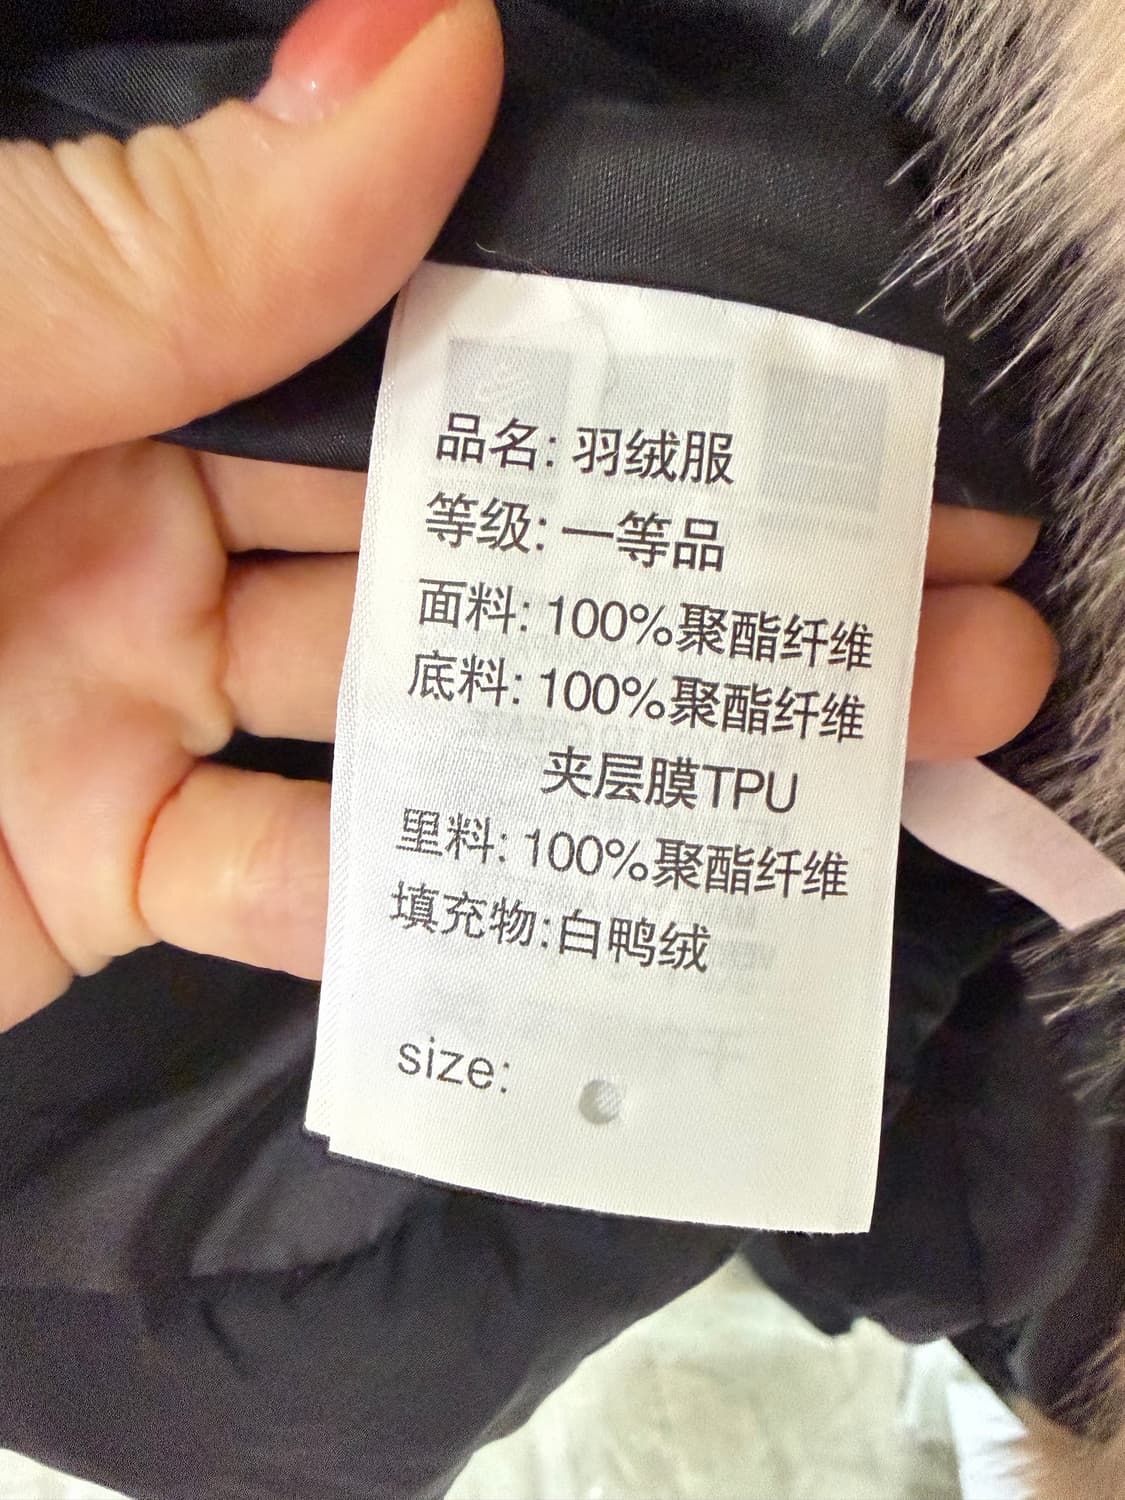 品名: 羽绒服
等级: 一等品
面料: 100%聚酯纤维
底料: 100%聚酯纤维
夹层膜TPU
里料: 100%聚酯纤维
填充物:白鸭绒
size: